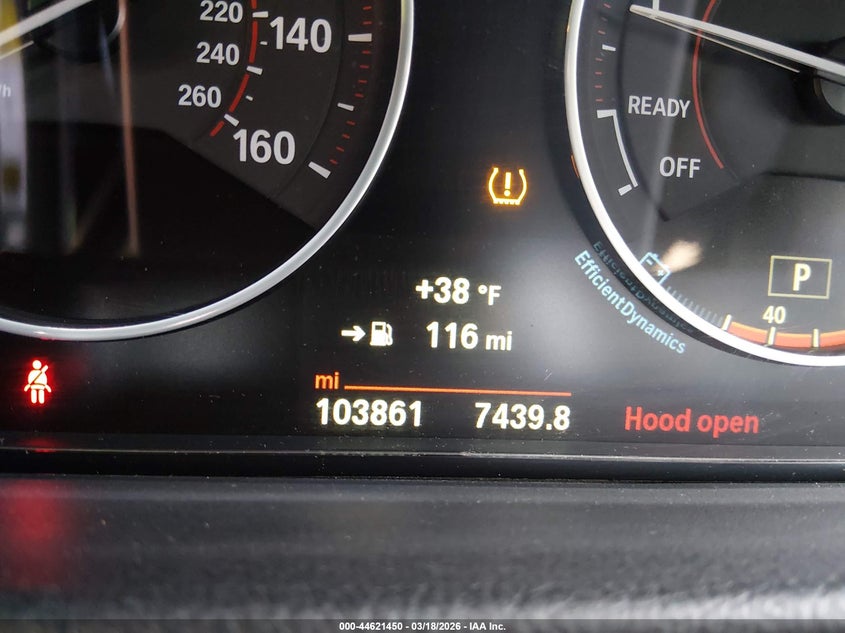 220
140
240
260
160
/h
READY
OFF
+38 °F
116 mi
EfficientDynamics
P
40
mi
103861 7439.8
Hood open
000-44621450 - 03/18/2026 - IAA Inc.